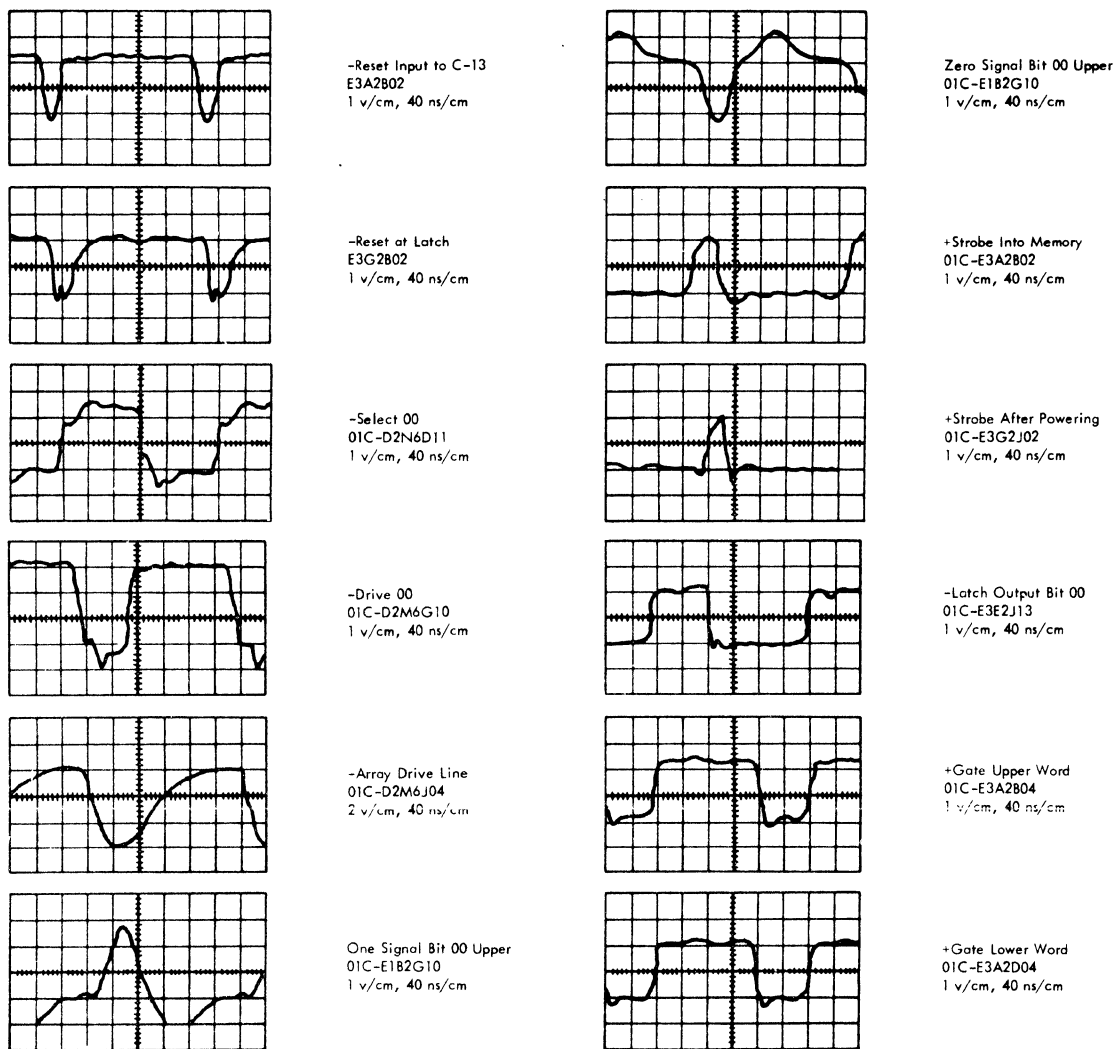 -Reset Input to C-13
E3A2B02
1 v/cm, 40 ns/cm
-Reset at Latch
E3G2B02
1 v/cm, 40 ns/cm
-Select 00
01C-D2N6D11
1 v/cm, 40 ns/cm
-Drive 00
01C-D2M6G10
1 v/cm, 40 ns/cm
-Array Drive Line
01C-D2M6J04
2 v/cm, 40 ns/cm
One Signal Bit 00 Upper
01C-E1B2G10
1 v/cm, 40 ns/cm
Zero Signal Bit 00 Upper
01C-E1B2G10
1 v/cm, 40 ns/cm
+Strobe Into Memory
01C-E3A2B02
1 v/cm, 40 ns/cm
+Strobe After Powering
01C-E3G2J02
1 v/cm, 40 ns/cm
-Latch Output Bit 00
01C-E3E2J13
1 v/cm, 40 ns/cm
+Gate Upper Word
01C-E3A2B04
1 v/cm, 40 ns/cm
+Gate Lower Word
01C-E3A2D04
1 v/cm, 40 ns/cm